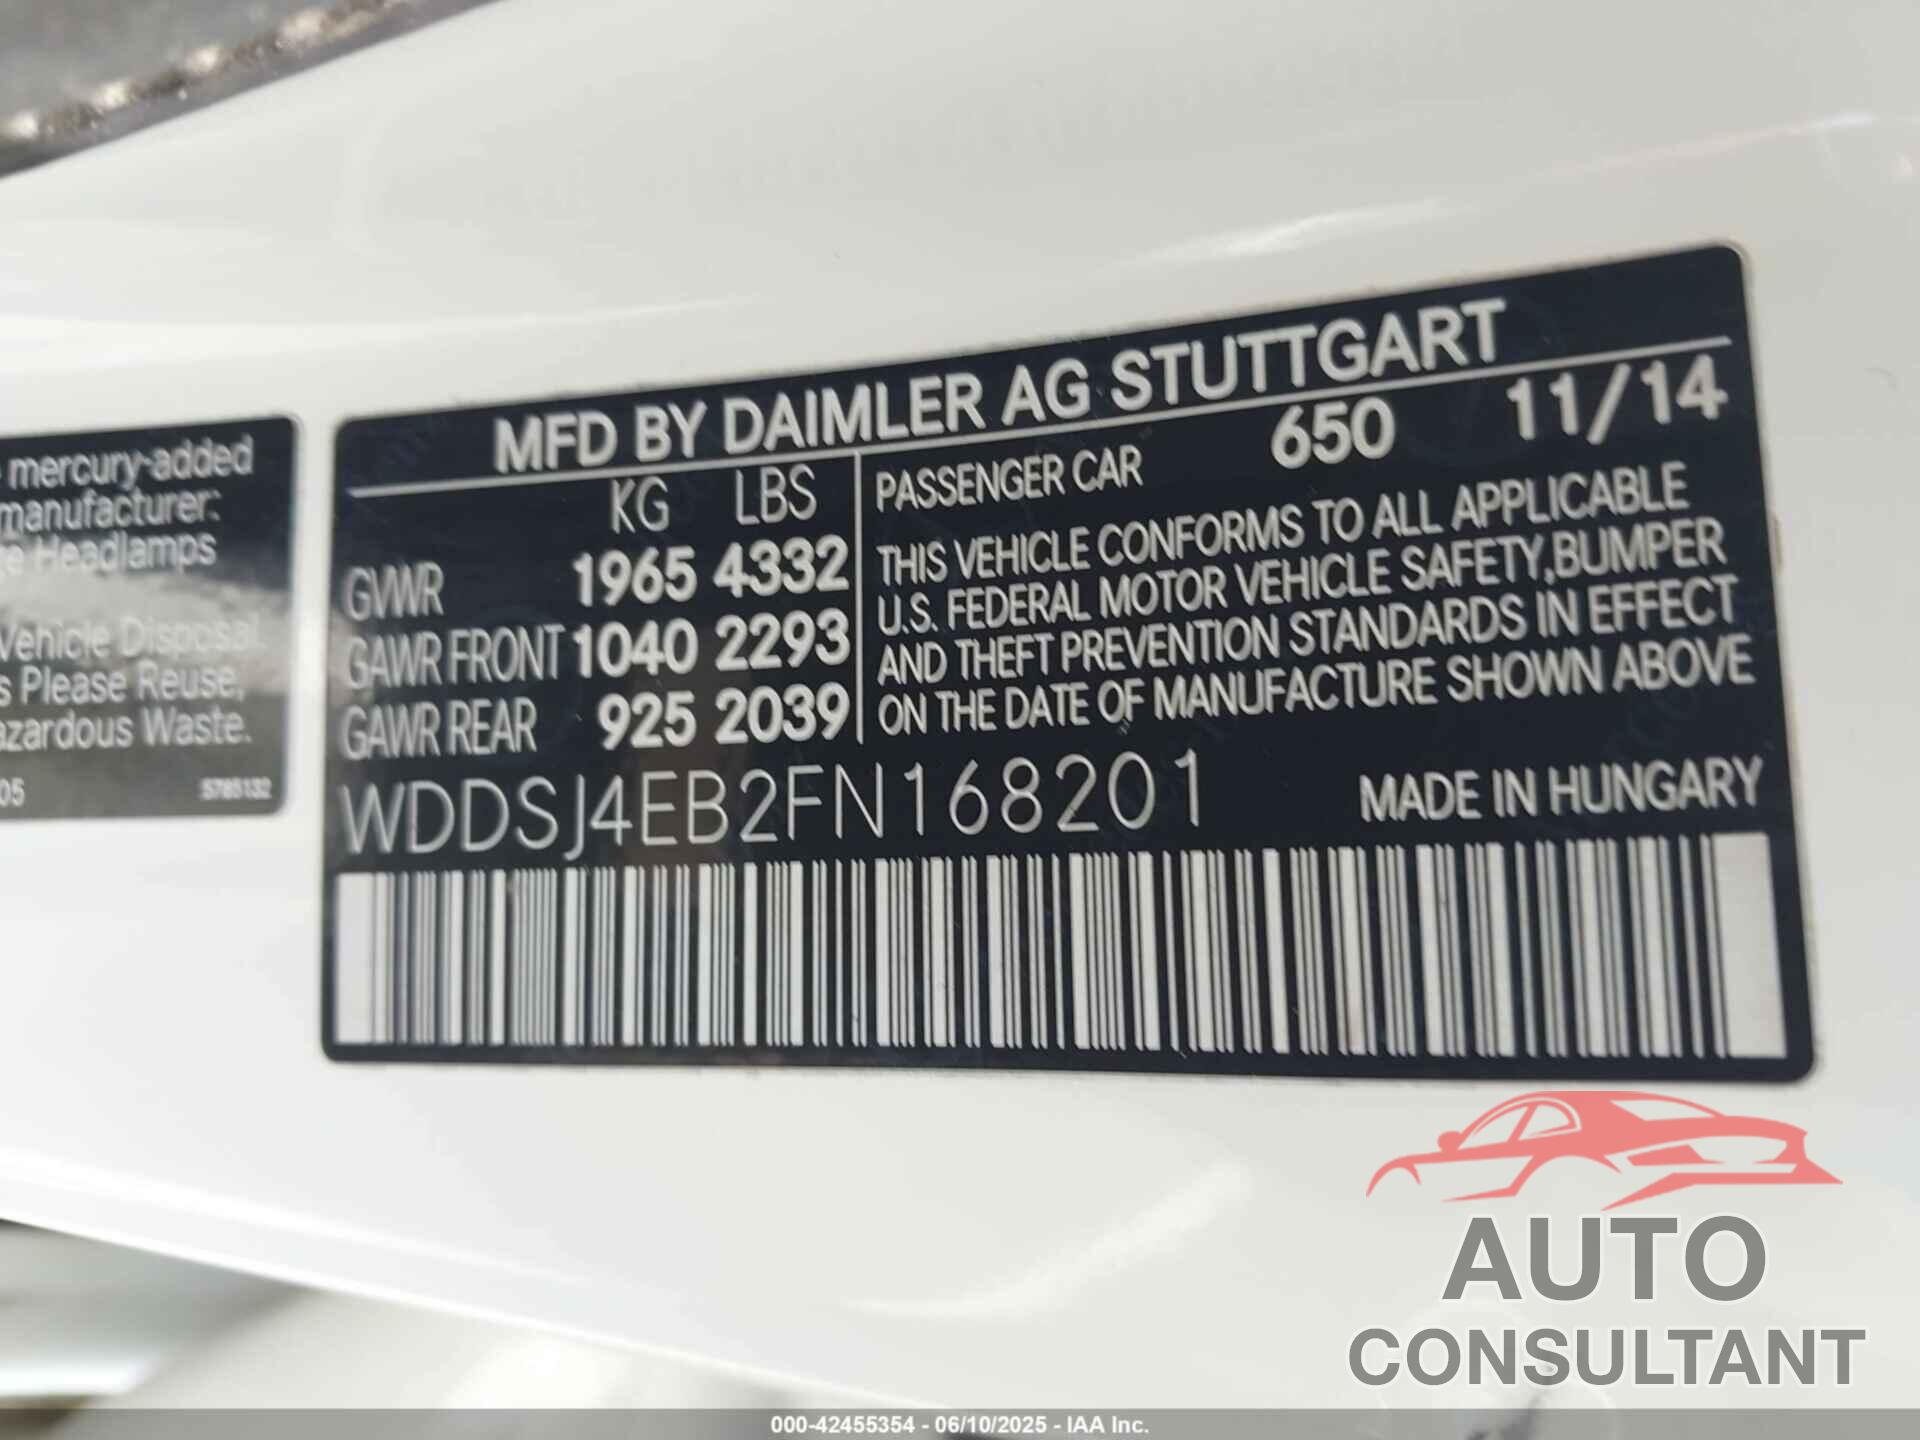 mercury-added
manufacturer:
Headlamps
Vehicle Disposal
Please Reuse,
Hazardous Waste.
05 5785132
MFD BY DAIMLER AG STUTTGART
KG LBS
GVWR 1965 4332
GAWR FRONT 1040 2293
GAWR REAR 925 2039
PASSENGER CAR 650 11/14
THIS VEHICLE CONFORMS TO ALL APPLICABLE
U.S. FEDERAL MOTOR VEHICLE SAFETY,BUMPER
AND THEFT PREVENTION STANDARDS IN EFFECT
ON THE DATE OF MANUFACTURE SHOWN ABOVE
WDDSJ4EB2FN168201 MADE IN HUNGARY
AUTO
CONSULTANT
000-42455354 - 06/10/2025 - IAA Inc.